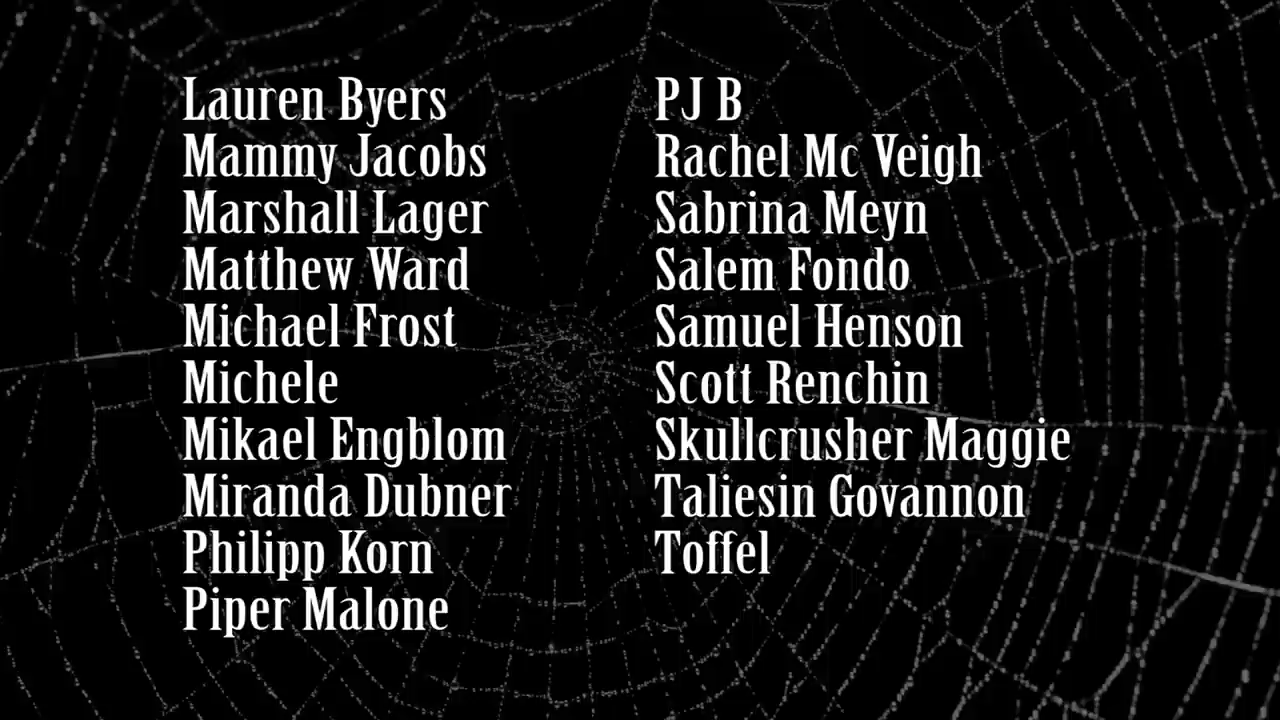 Lauren Byers
Mammy Jacobs
Marshall Lager
Matthew Ward
Michael Frost
Michele
Mikael Engblom
Miranda Dubner
Philipp Korn
Piper Malone
PJ B
Rachel Mc Veigh
Sabrina Meyn
Salem Fondo
Samuel Henson
Scott Renchin
Skullcrusher Maggie
Taliesin Govannon
Toffel